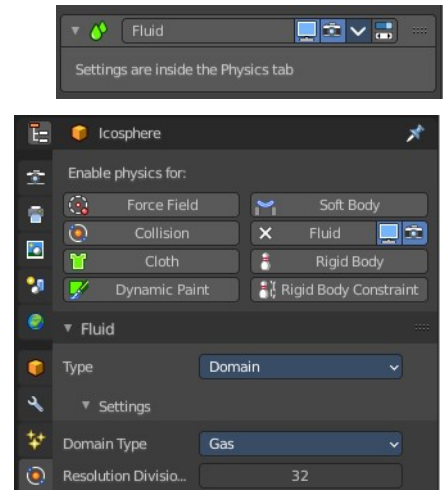 Fluid
Settings are inside the Physics tab
Icosphere
Enable physics for:
Force Field Soft Body
Collision Fluid
Cloth Rigid Body
Dynamic Paint Rigid Body Constraint
Fluid
Type Domain
Settings
Domain Type Gas
Resolution Divisio... 32